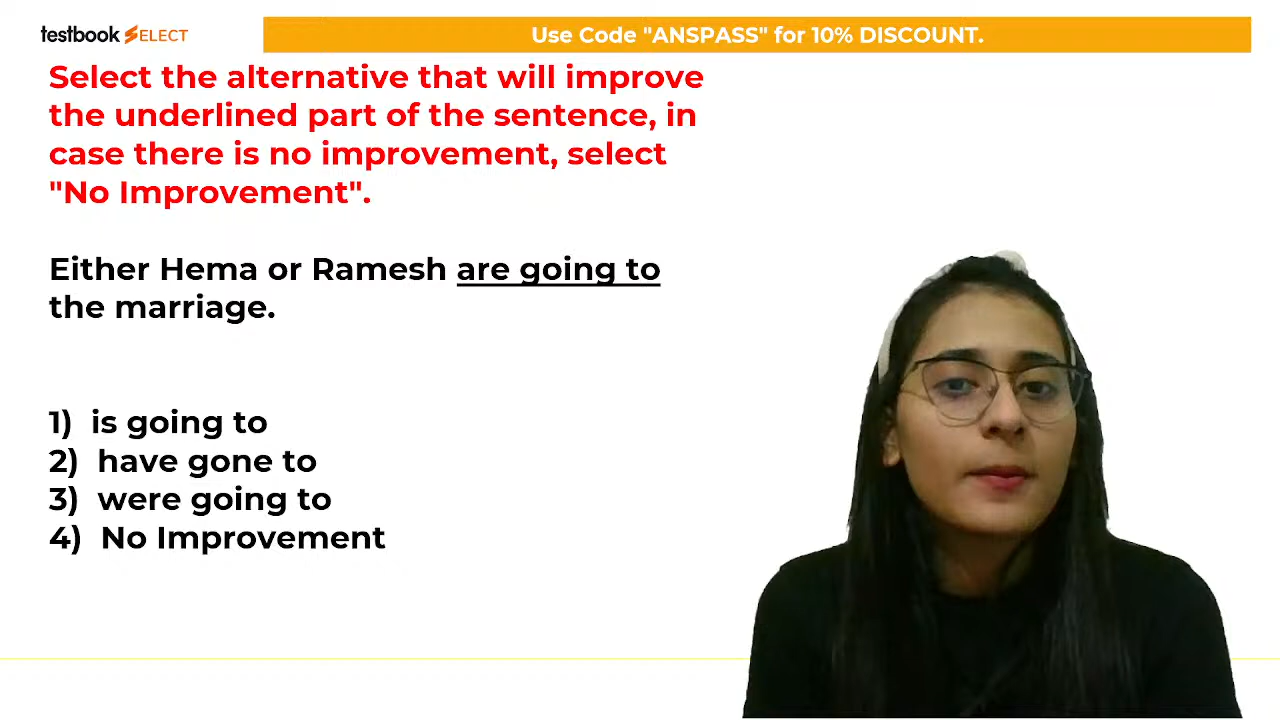 testbook SELECT
Use Code "ANSPASS" for 10% DISCOUNT.
Select the alternative that will improve
the underlined part of the sentence, in
case there is no improvement, select
"No Improvement".
Either Hema or Ramesh are going to
the marriage.
1) is going to
2) have gone to
3) were going to
4) No Improvement